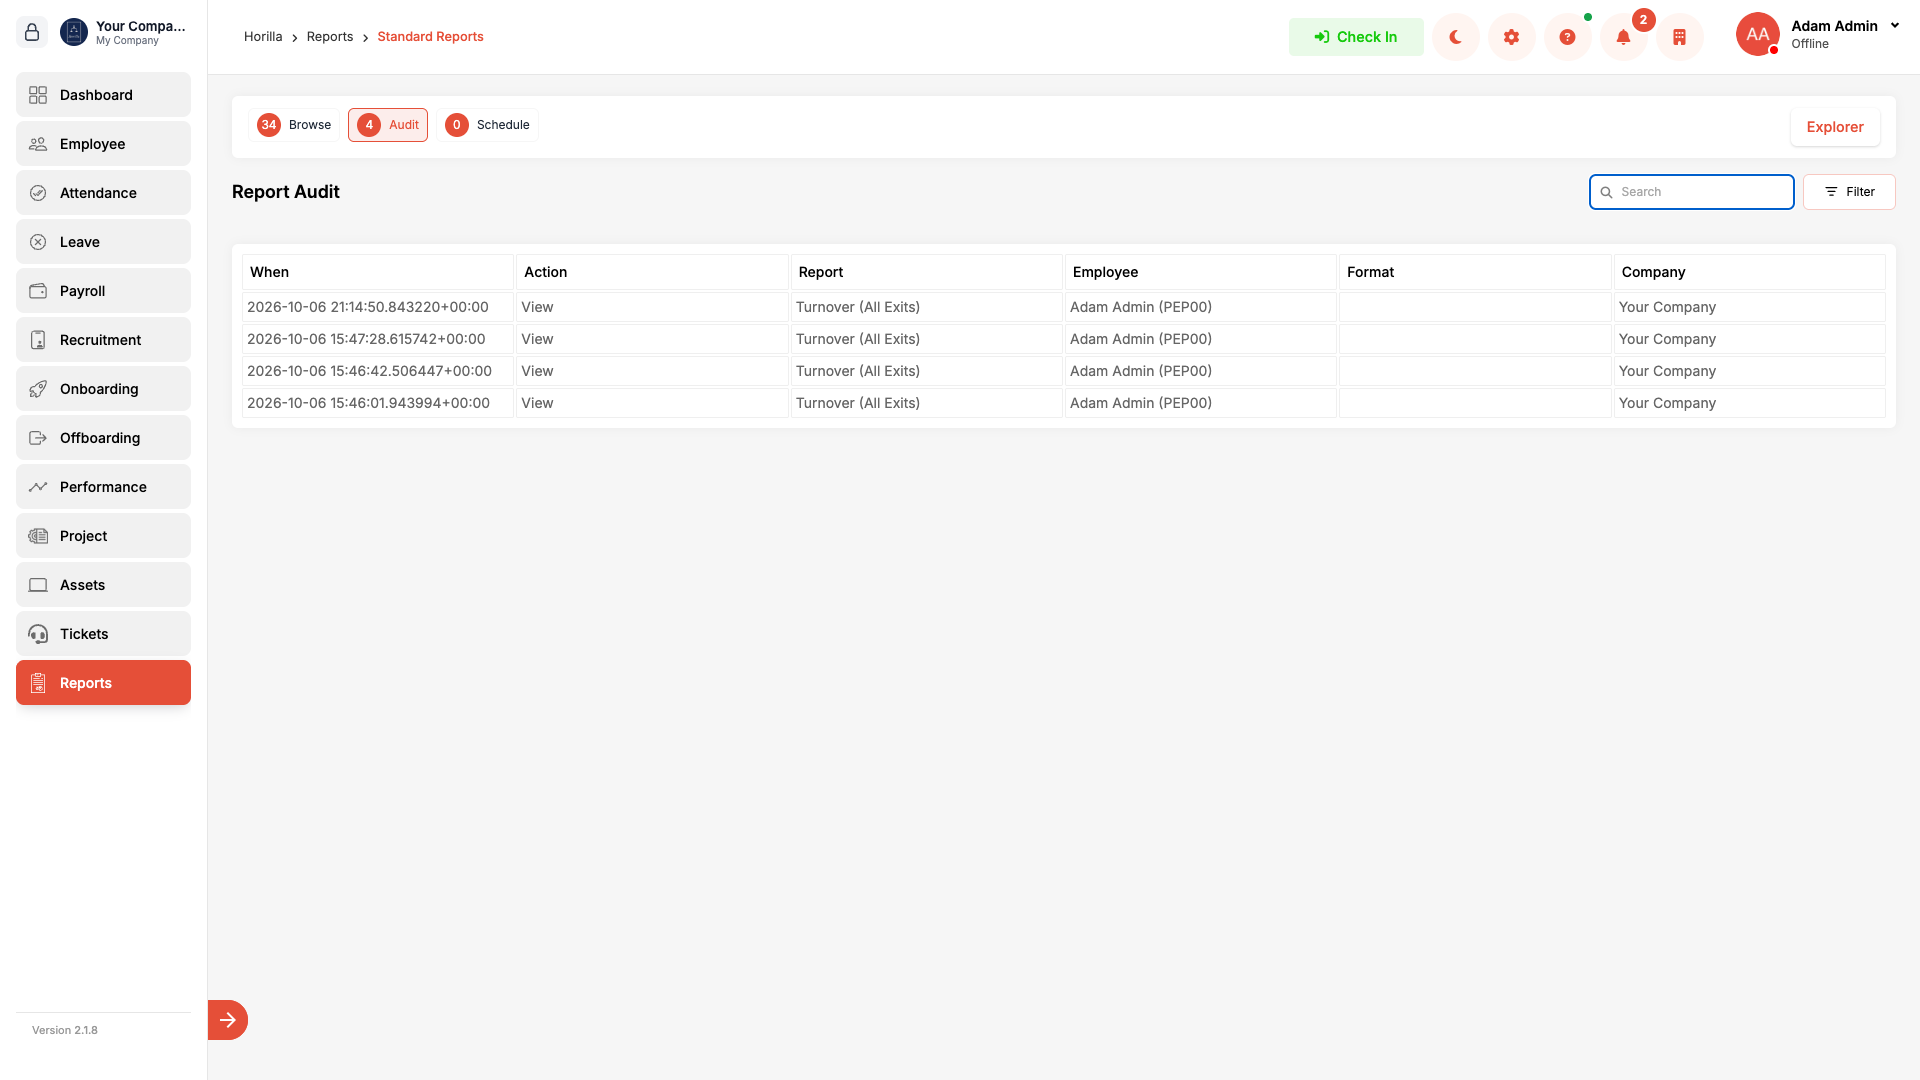 Your Compa...
My Company
Dashboard
Employee
Attendance
Leave
Payroll
Recruitment
Onboarding
Offboarding
Performance
Project
Assets
Tickets
Reports
Version 2.1.8
Horilla > Reports > Standard Reports
Check In
2
AA
Adam Admin
Offline
34 Browse
4 Audit
0 Schedule
Explorer
Report Audit
Search
Filter
When Action Report Employee Format Company
2026-10-06 21:14:50.843220+00:00 View Turnover (All Exits) Adam Admin (PEP00) Your Company
2026-10-06 15:47:28.615742+00:00 View Turnover (All Exits) Adam Admin (PEP00) Your Company
2026-10-06 15:46:42.506447+00:00 View Turnover (All Exits) Adam Admin (PEP00) Your Company
2026-10-06 15:46:01.943994+00:00 View Turnover (All Exits) Adam Admin (PEP00) Your Company